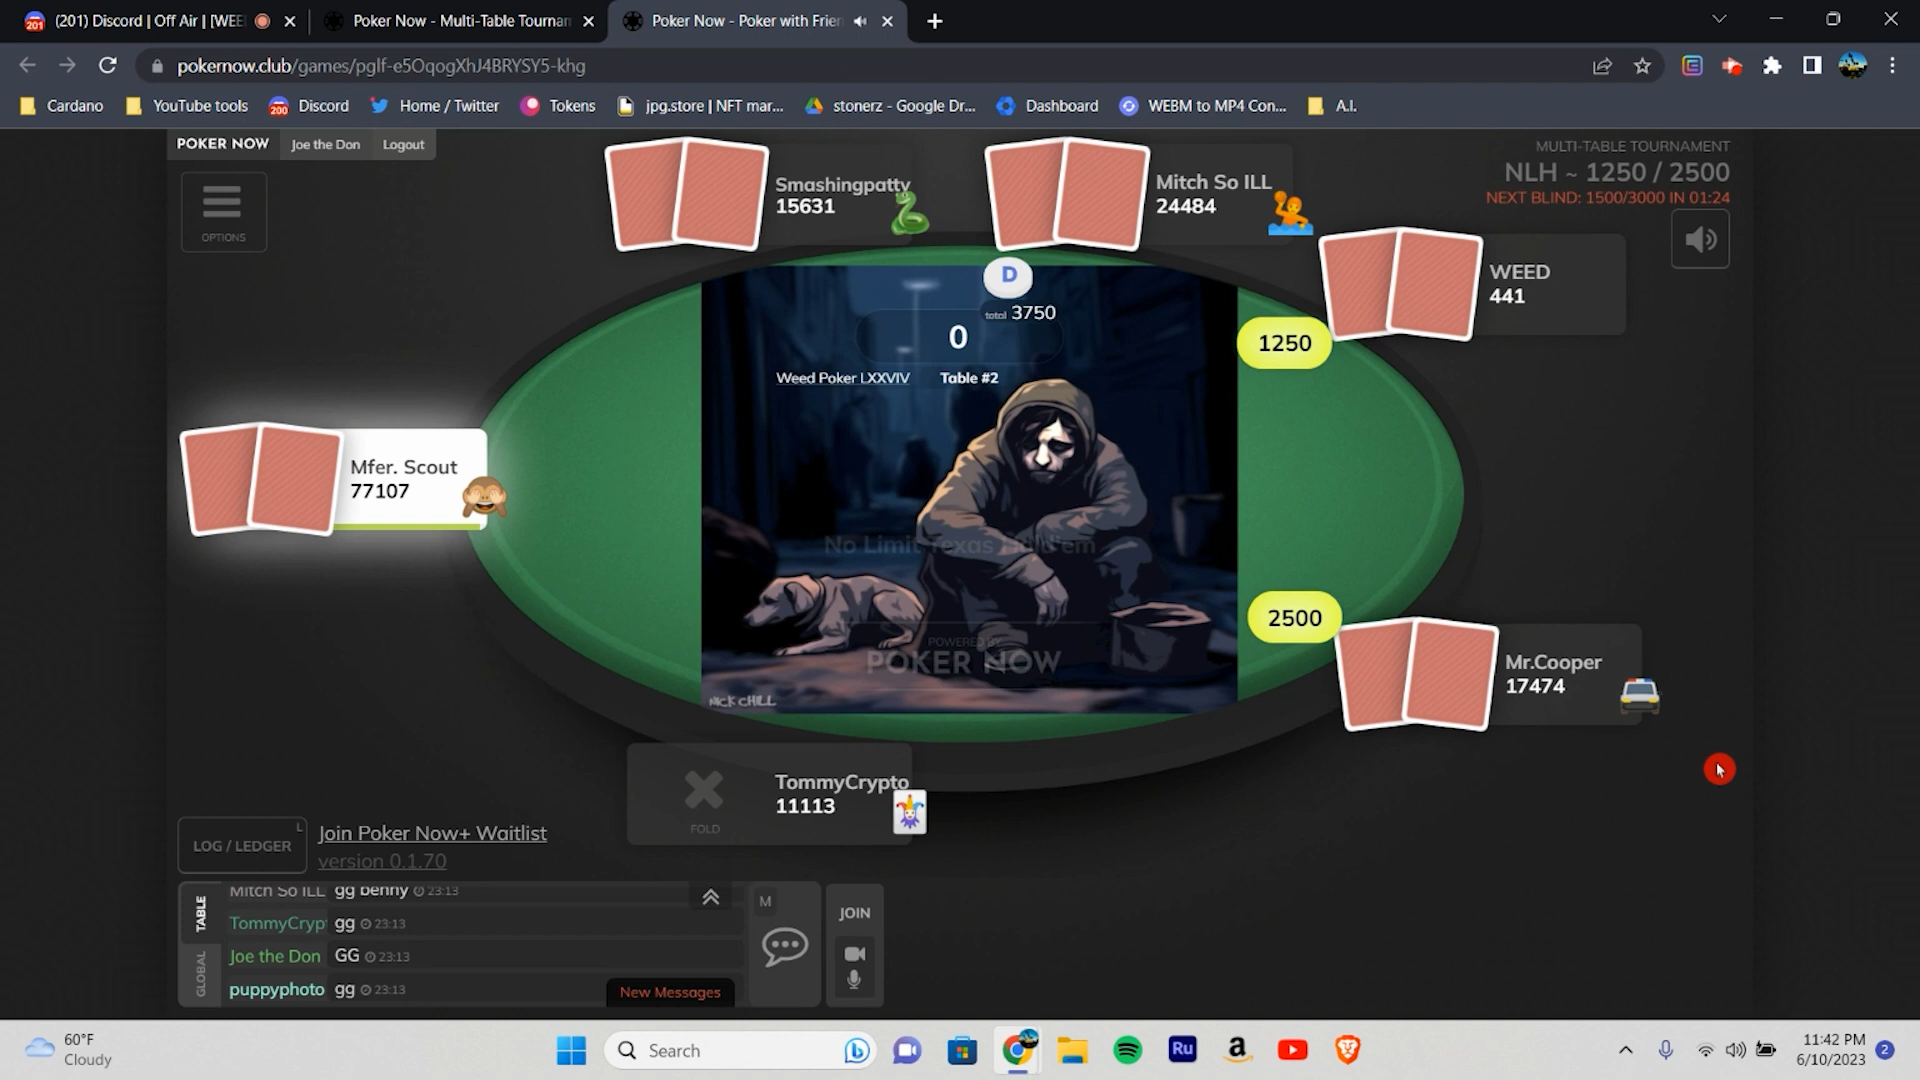 201
(201) Discord | Off Air | [WEE
Poker Now - Multi-Table Tournam
Poker Now - Poker with Frien
pokernow.club/games/pglf-e5OqogXhJ4BRYSY5-khg
Cardano
YouTube tools
200
Discord
Home / Twitter
Tokens
jpg.store | NFT mar...
stonerz - Google Dr...
Dashboard
WEBM to MP4 Con...
A.I.
POKER NOW
Joe the Don
Logout
OPTIONS
Smashingpatty
15631
Mitch So ILL
24484
MULTI-TABLE TOURNAMENT
NLH ~ 1250 / 2500
NEXT BLIND: 1500/3000 IN 01:24
WEED
441
D
total 3750
0
1250
Weed Poker LXXVIV
Table #2
Mfer. Scout
77107
No Limit Texas Hold'em
2500
POWERED BY
POKER NOW
NICK CHILL
Mr.Cooper
17474
FOLD
TommyCrypto
11113
LOG / LEDGER
L
Join Poker Now+ Waitlist
version 0.1.70
TABLE
GLOBAL
Mitch So ILL gg benny 23:13
TommyCryp gg 23:13
Joe the Don GG 23:13
puppyphoto gg 23:13
New Messages
M
JOIN
60°F
Cloudy
Search
Ru
a
11:42 PM
6/10/2023
2